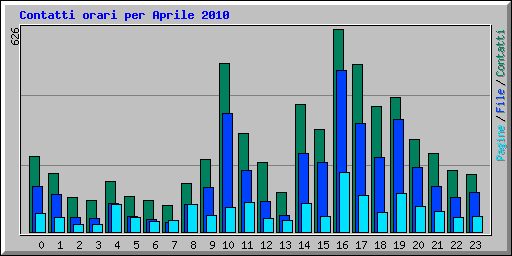 Contatti orari per Aprile 2010
626
Pagine / File / Contatti
0 1 2 3 4 5 6 7 8 9 10 11 12 13 14 15 16 17 18 19 20 21 22 23